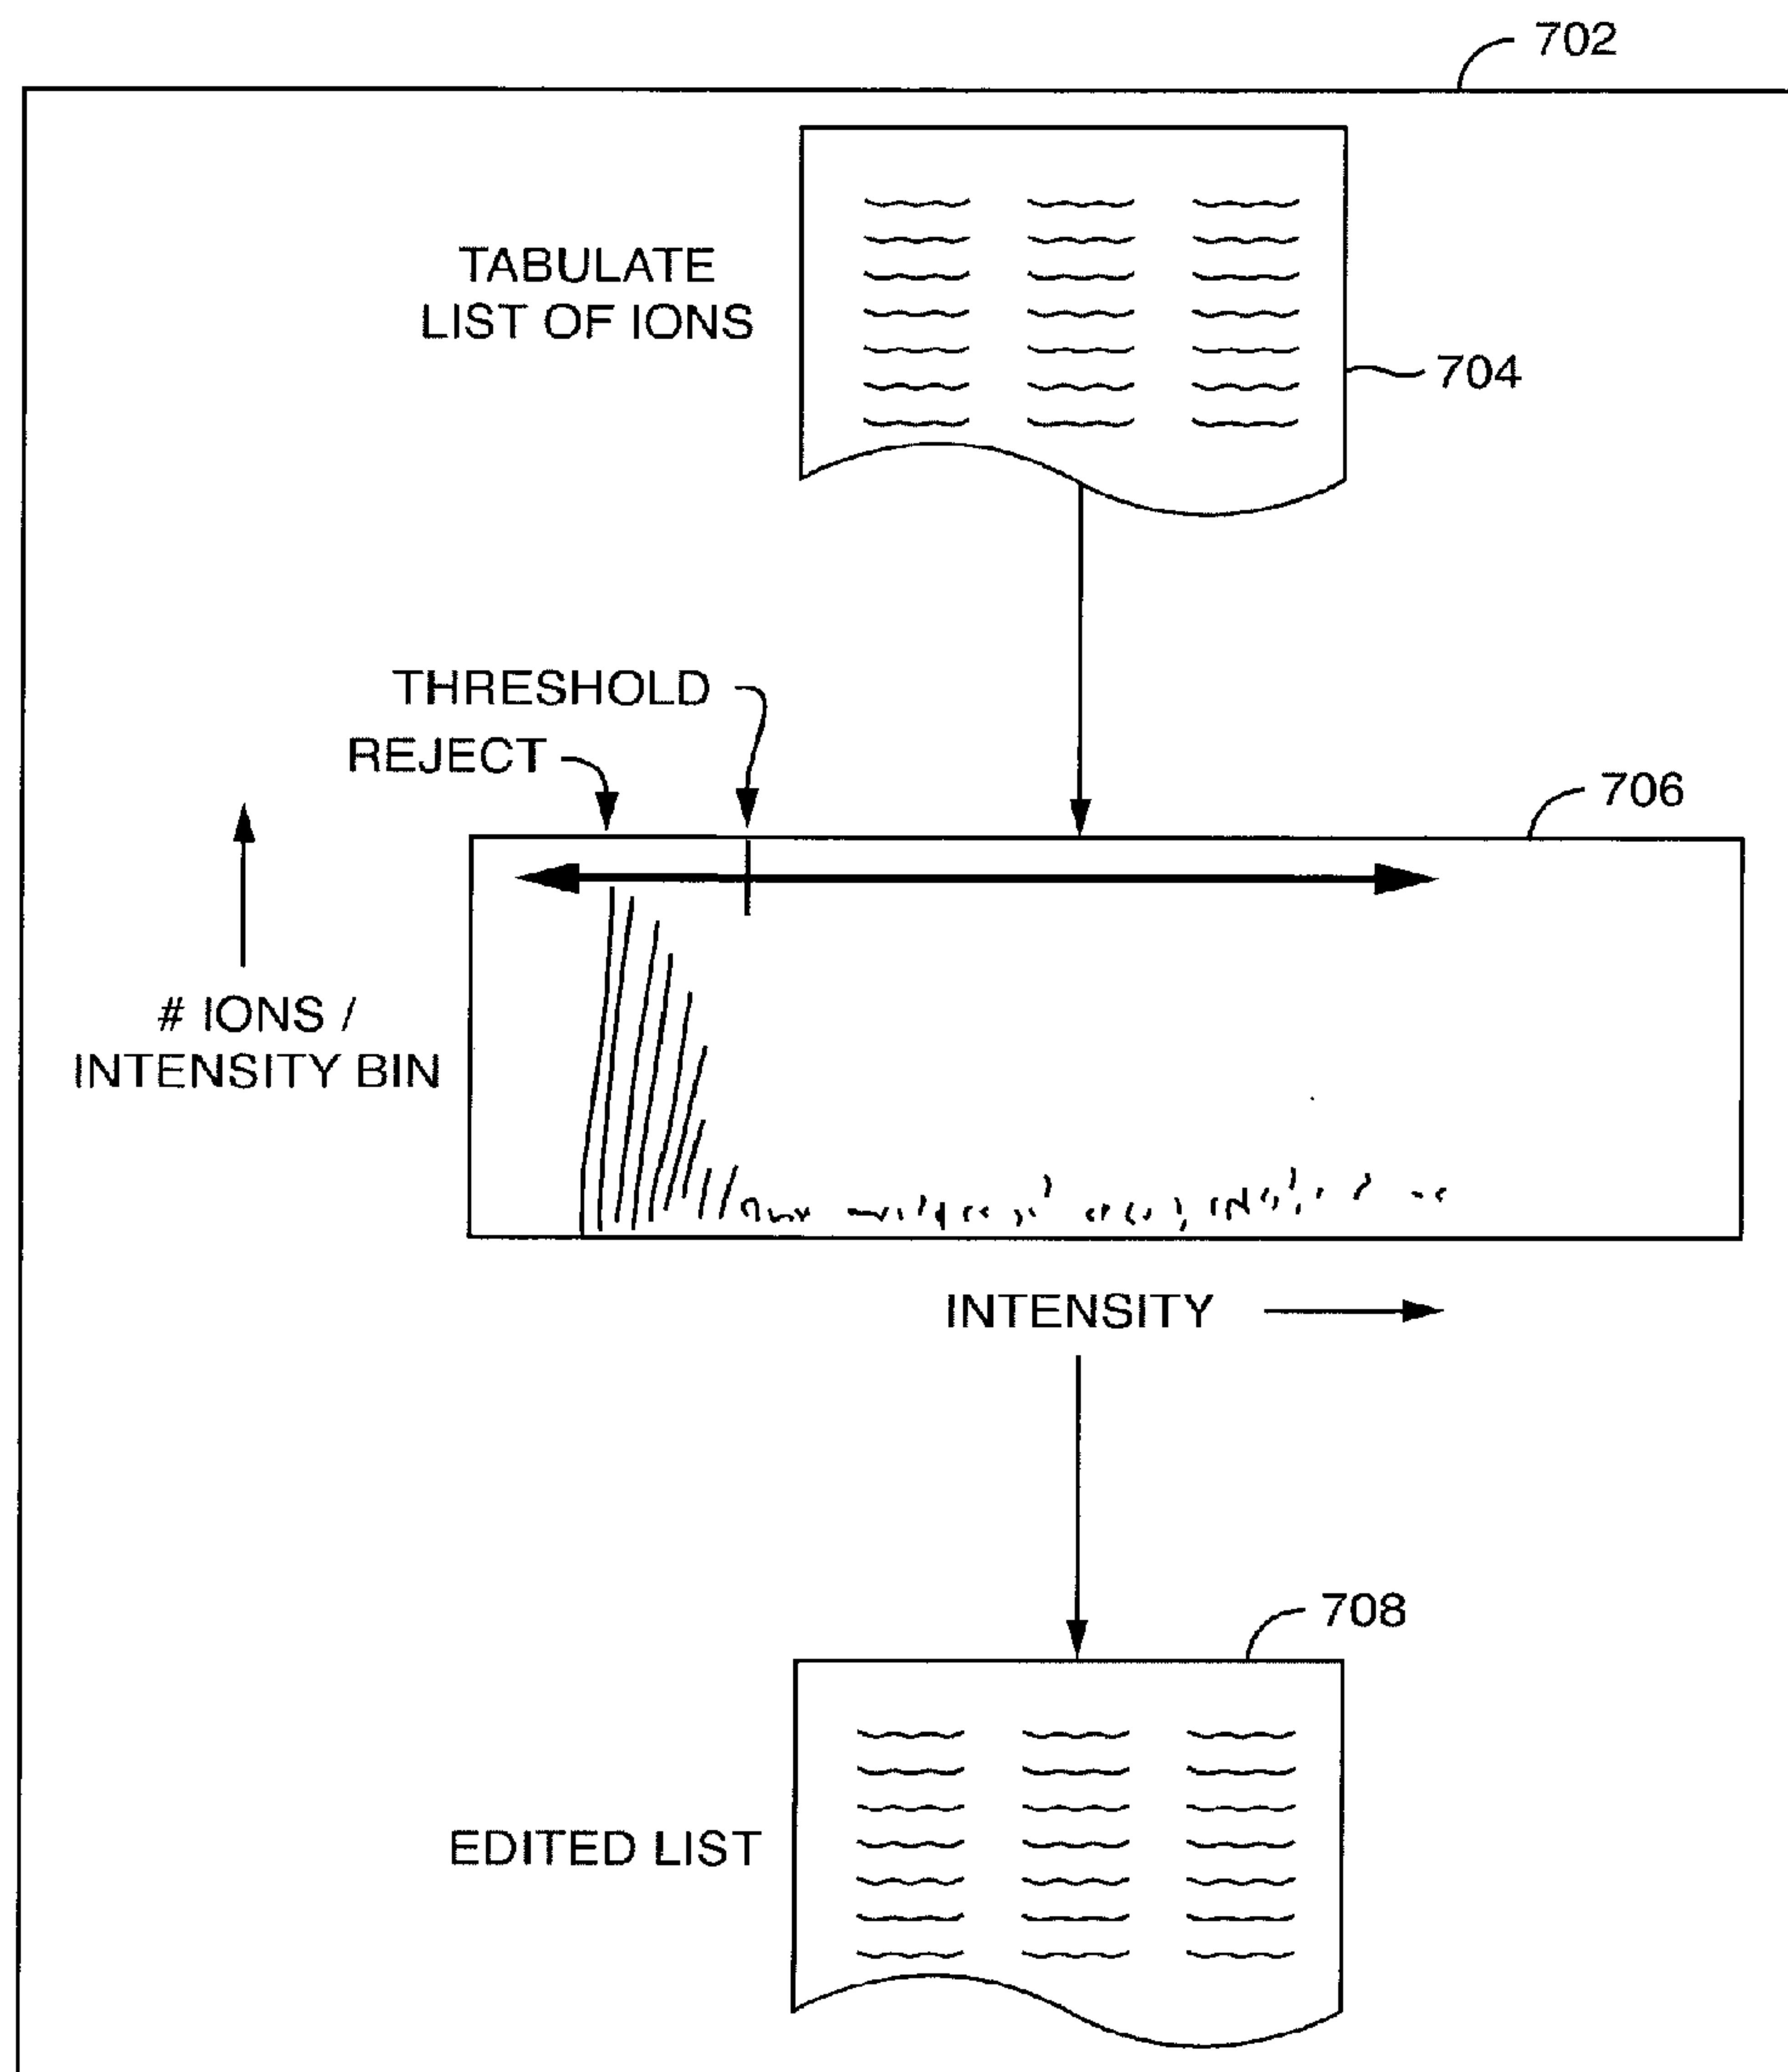 702
TABULATE
LIST OF IONS
704
THRESHOLD
REJECT
706
# IONS /
INTENSITY BIN
INTENSITY
708
EDITED LIST